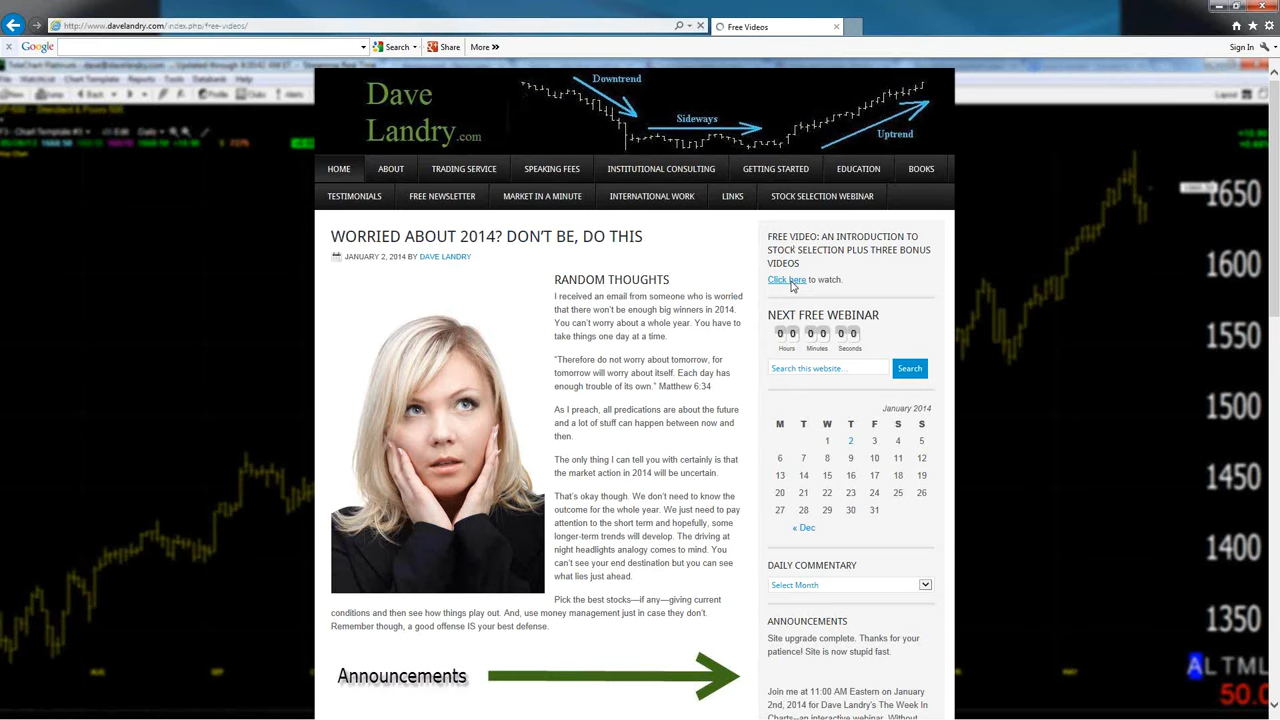 http://www.davelandry.com/index.php/free-videos/
Free Videos
Google
Search
Share
More »
Sign In
Dave
Landry.com
Downtrend
Sideways
Uptrend
HOME ABOUT TRADING SERVICE SPEAKING FEES INSTITUTIONAL CONSULTING GETTING STARTED EDUCATION BOOKS
TESTIMONIALS FREE NEWSLETTER MARKET IN A MINUTE INTERNATIONAL WORK LINKS STOCK SELECTION WEBINAR
WORRIED ABOUT 2014? DON'T BE, DO THIS
JANUARY 2, 2014 BY DAVE LANDRY
RANDOM THOUGHTS
I received an email from someone who is worried
that there won't be enough big winners in 2014.
You can't worry about a whole year. You have to
take things one day at a time.
"Therefore do not worry about tomorrow, for
tomorrow will worry about itself. Each day has
enough trouble of its own." Matthew 6:34
As I preach, all predications are about the future
and a lot of stuff can happen between now and
then.
The only thing I can tell you with certainly is that
the market action in 2014 will be uncertain.
That's okay though. We don't need to know the
outcome for the whole year. We just need to pay
attention to the short term and hopefully, some
longer-term trends will develop. The driving at
night headlights analogy comes to mind. You
can't see your end destination but you can see
what lies just ahead.
Pick the best stocks—if any—giving current
conditions and then see how things play out. And, use money management just in case they don't.
Remember though, a good offense IS your best defense.
Announcements
FREE VIDEO: AN INTRODUCTION TO
STOCK SELECTION PLUS THREE BONUS
VIDEOS
Click here to watch.
NEXT FREE WEBINAR
0 0 0 0 0 0
Hours Minutes Seconds
Search this website… Search
January 2014
M T W T F S S
1 2 3 4 5
6 7 8 9 10 11 12
13 14 15 16 17 18 19
20 21 22 23 24 25 26
27 28 29 30 31
« Dec
DAILY COMMENTARY
Select Month
ANNOUNCEMENTS
Site upgrade complete. Thanks for your
patience! Site is now stupid fast.
Join me at 11:00 AM Eastern on January
2nd, 2014 for Dave Landry's The Week In
Charts--an interactive webinar. Without
1650
1600
1550
1500
1450
1400
1350
A L T M L
50.0